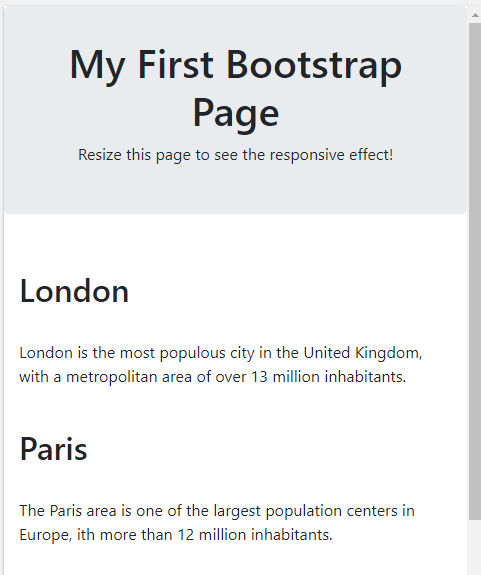 My First Bootstrap
Page
Resize this page to see the responsive effect!
London
London is the most populous city in the United Kingdom,
with a metropolitan area of over 13 million inhabitants.
Paris
The Paris area is one of the largest population centers in
Europe, ith more than 12 million inhabitants.